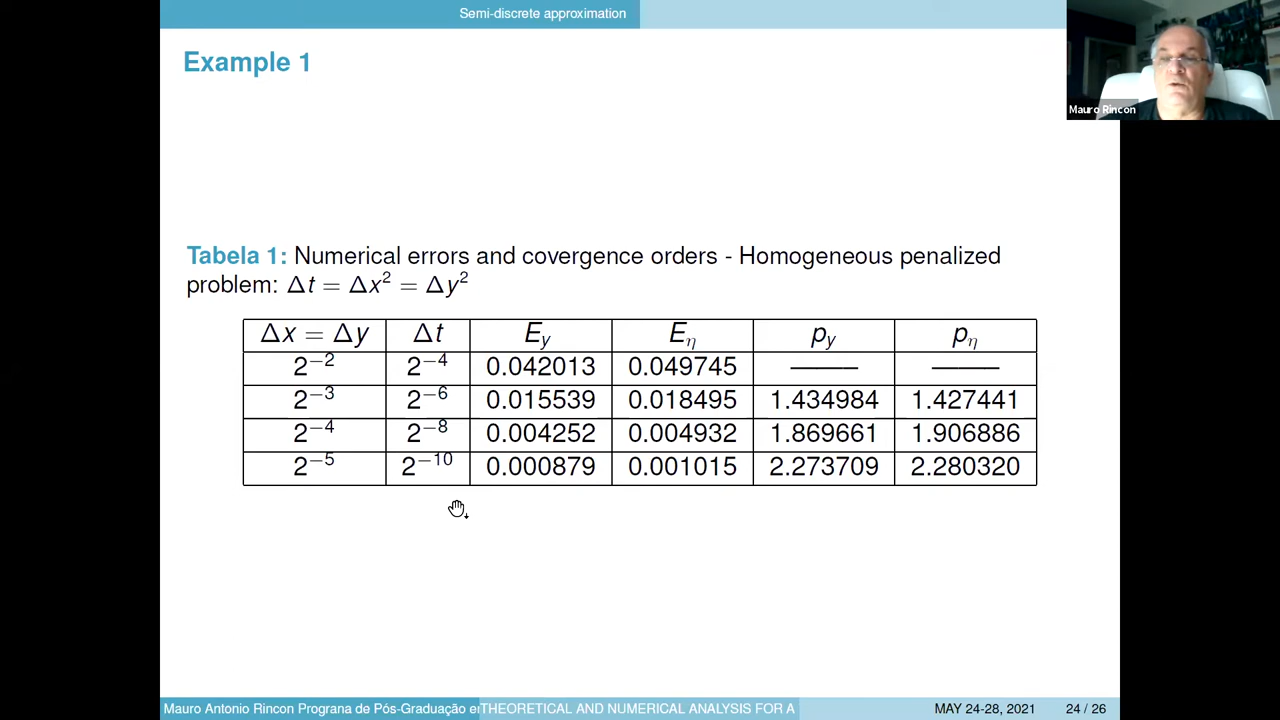 Semi-discrete approximation
Example 1
Mauro Rincon
Tabela 1: Numerical errors and covergence orders - Homogeneous penalized
problem: Δt = Δx² = Δy²
Δx = Δy Δt E_y E_η p_y p_η
2⁻² 2⁻⁴ 0.042013 0.049745 —— ——
2⁻³ 2⁻⁶ 0.015539 0.018495 1.434984 1.427441
2⁻⁴ 2⁻⁸ 0.004252 0.004932 1.869661 1.906886
2⁻⁵ 2⁻¹⁰ 0.000879 0.001015 2.273709 2.280320
Mauro Antonio Rincon Prograna de Pós-Graduação en THEORETICAL AND NUMERICAL ANALYSIS FOR A MAY 24-28, 2021 24 / 26